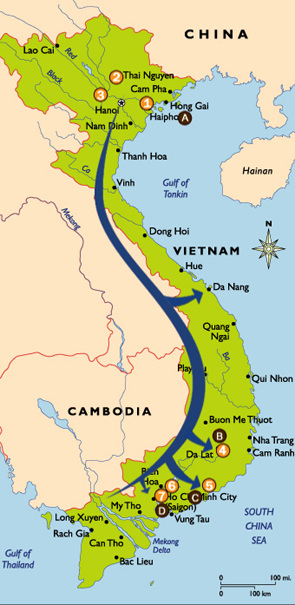 CHINA
Lao Cai
Red
Black
2
Thai Nguyen
3
Cam Pha
Hanoi
1
Hong Gai
Haipho
A
Nam Dinh
Thanh Hoa
Ca
Vinh
Gulf of
Tonkin
Hainan
Mekong
Dong Hoi
N
VIETNAM
Hue
Da Nang
Quang
Ngai
Ba
Qui Nhon
CAMBODIA
Buon Me Thuot
B
Nha Trang
Da Lat
4
Cam Ranh
Bien
Hoa
6
5
7
Ho Chi Minh City
C
(Saigon)
D
Vung Tau
My Tho
Long Xuyen
Rach Gia
Can Tho
Mekong
Delta
Bac Lieu
Gulf of
Thailand
SOUTH
CHINA
SEA
0
100 mi.
0
100 km